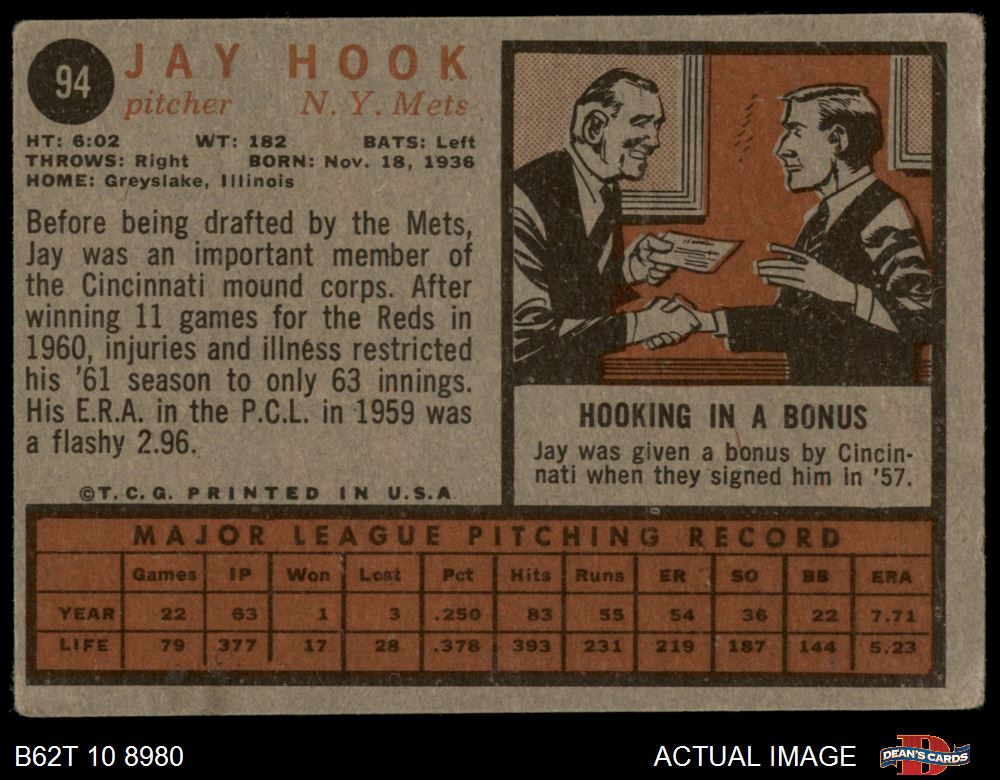 94
JAY HOOK
pitcher N. Y. Mets
HT: 6:02 WT: 182 BATS: Left
THROWS: Right BORN: Nov. 18, 1936
HOME: Greyslake, Illinois
Before being drafted by the Mets,
Jay was an important member of
the Cincinnati mound corps. After
winning 11 games for the Reds in
1960, injuries and illness restricted
his '61 season to only 63 innings.
His E.R.A. in the P.C.L. in 1959 was
a flashy 2.96.
©T.C.G. PRINTED IN U.S.A.
HOOKING IN A BONUS
Jay was given a bonus by Cincin-
nati when they signed him in '57.
MAJOR LEAGUE PITCHING RECORD
Games IP Won Lost Pct Hits Runs ER SO BB ERA
YEAR 22 63 1 3 .250 83 55 54 36 22 7.71
LIFE 79 377 17 28 .378 393 231 219 187 144 5.23
B62T 10 8980
ACTUAL IMAGE
DEAN'S CARDS